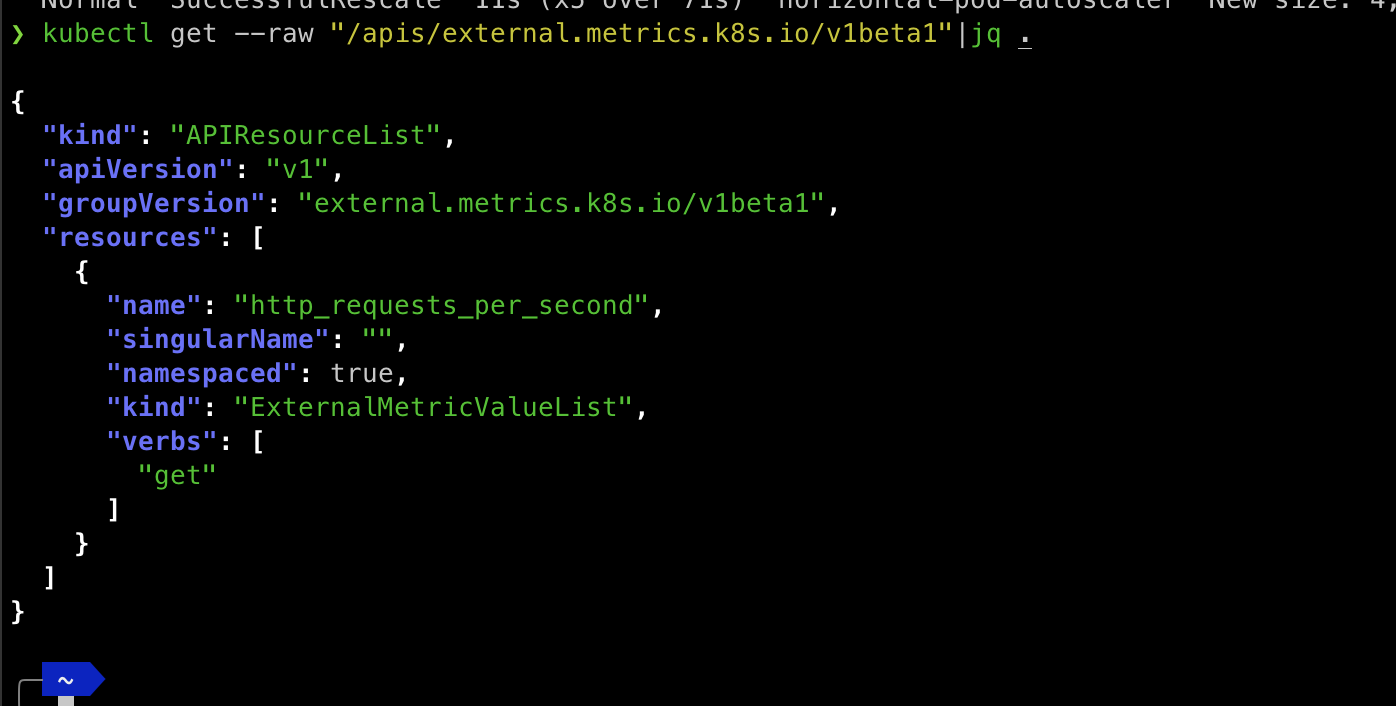 Normal  SuccessfulRescale  11s (x5 over 71s)  horizontal-pod-autoscaler  New size: 4;
❯ kubectl get --raw "/apis/external.metrics.k8s.io/v1beta1"|jq .
{
  "kind": "APIResourceList",
  "apiVersion": "v1",
  "groupVersion": "external.metrics.k8s.io/v1beta1",
  "resources": [
    {
      "name": "http_requests_per_second",
      "singularName": "",
      "namespaced": true,
      "kind": "ExternalMetricValueList",
      "verbs": [
        "get"
      ]
    }
  ]
}
~